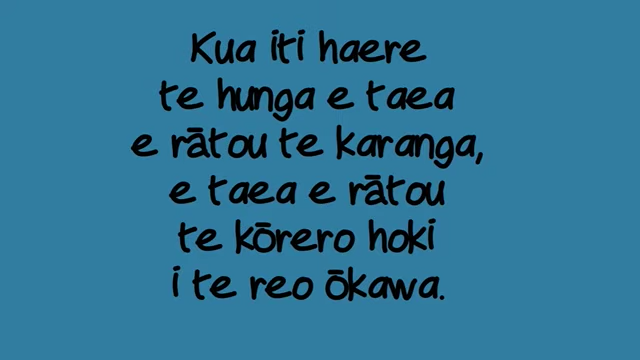 Kua iti haere
te hunga e taea
e rātou te karanga,
e taea e rātou
te kōrero hoki
i te reo ōkawa.